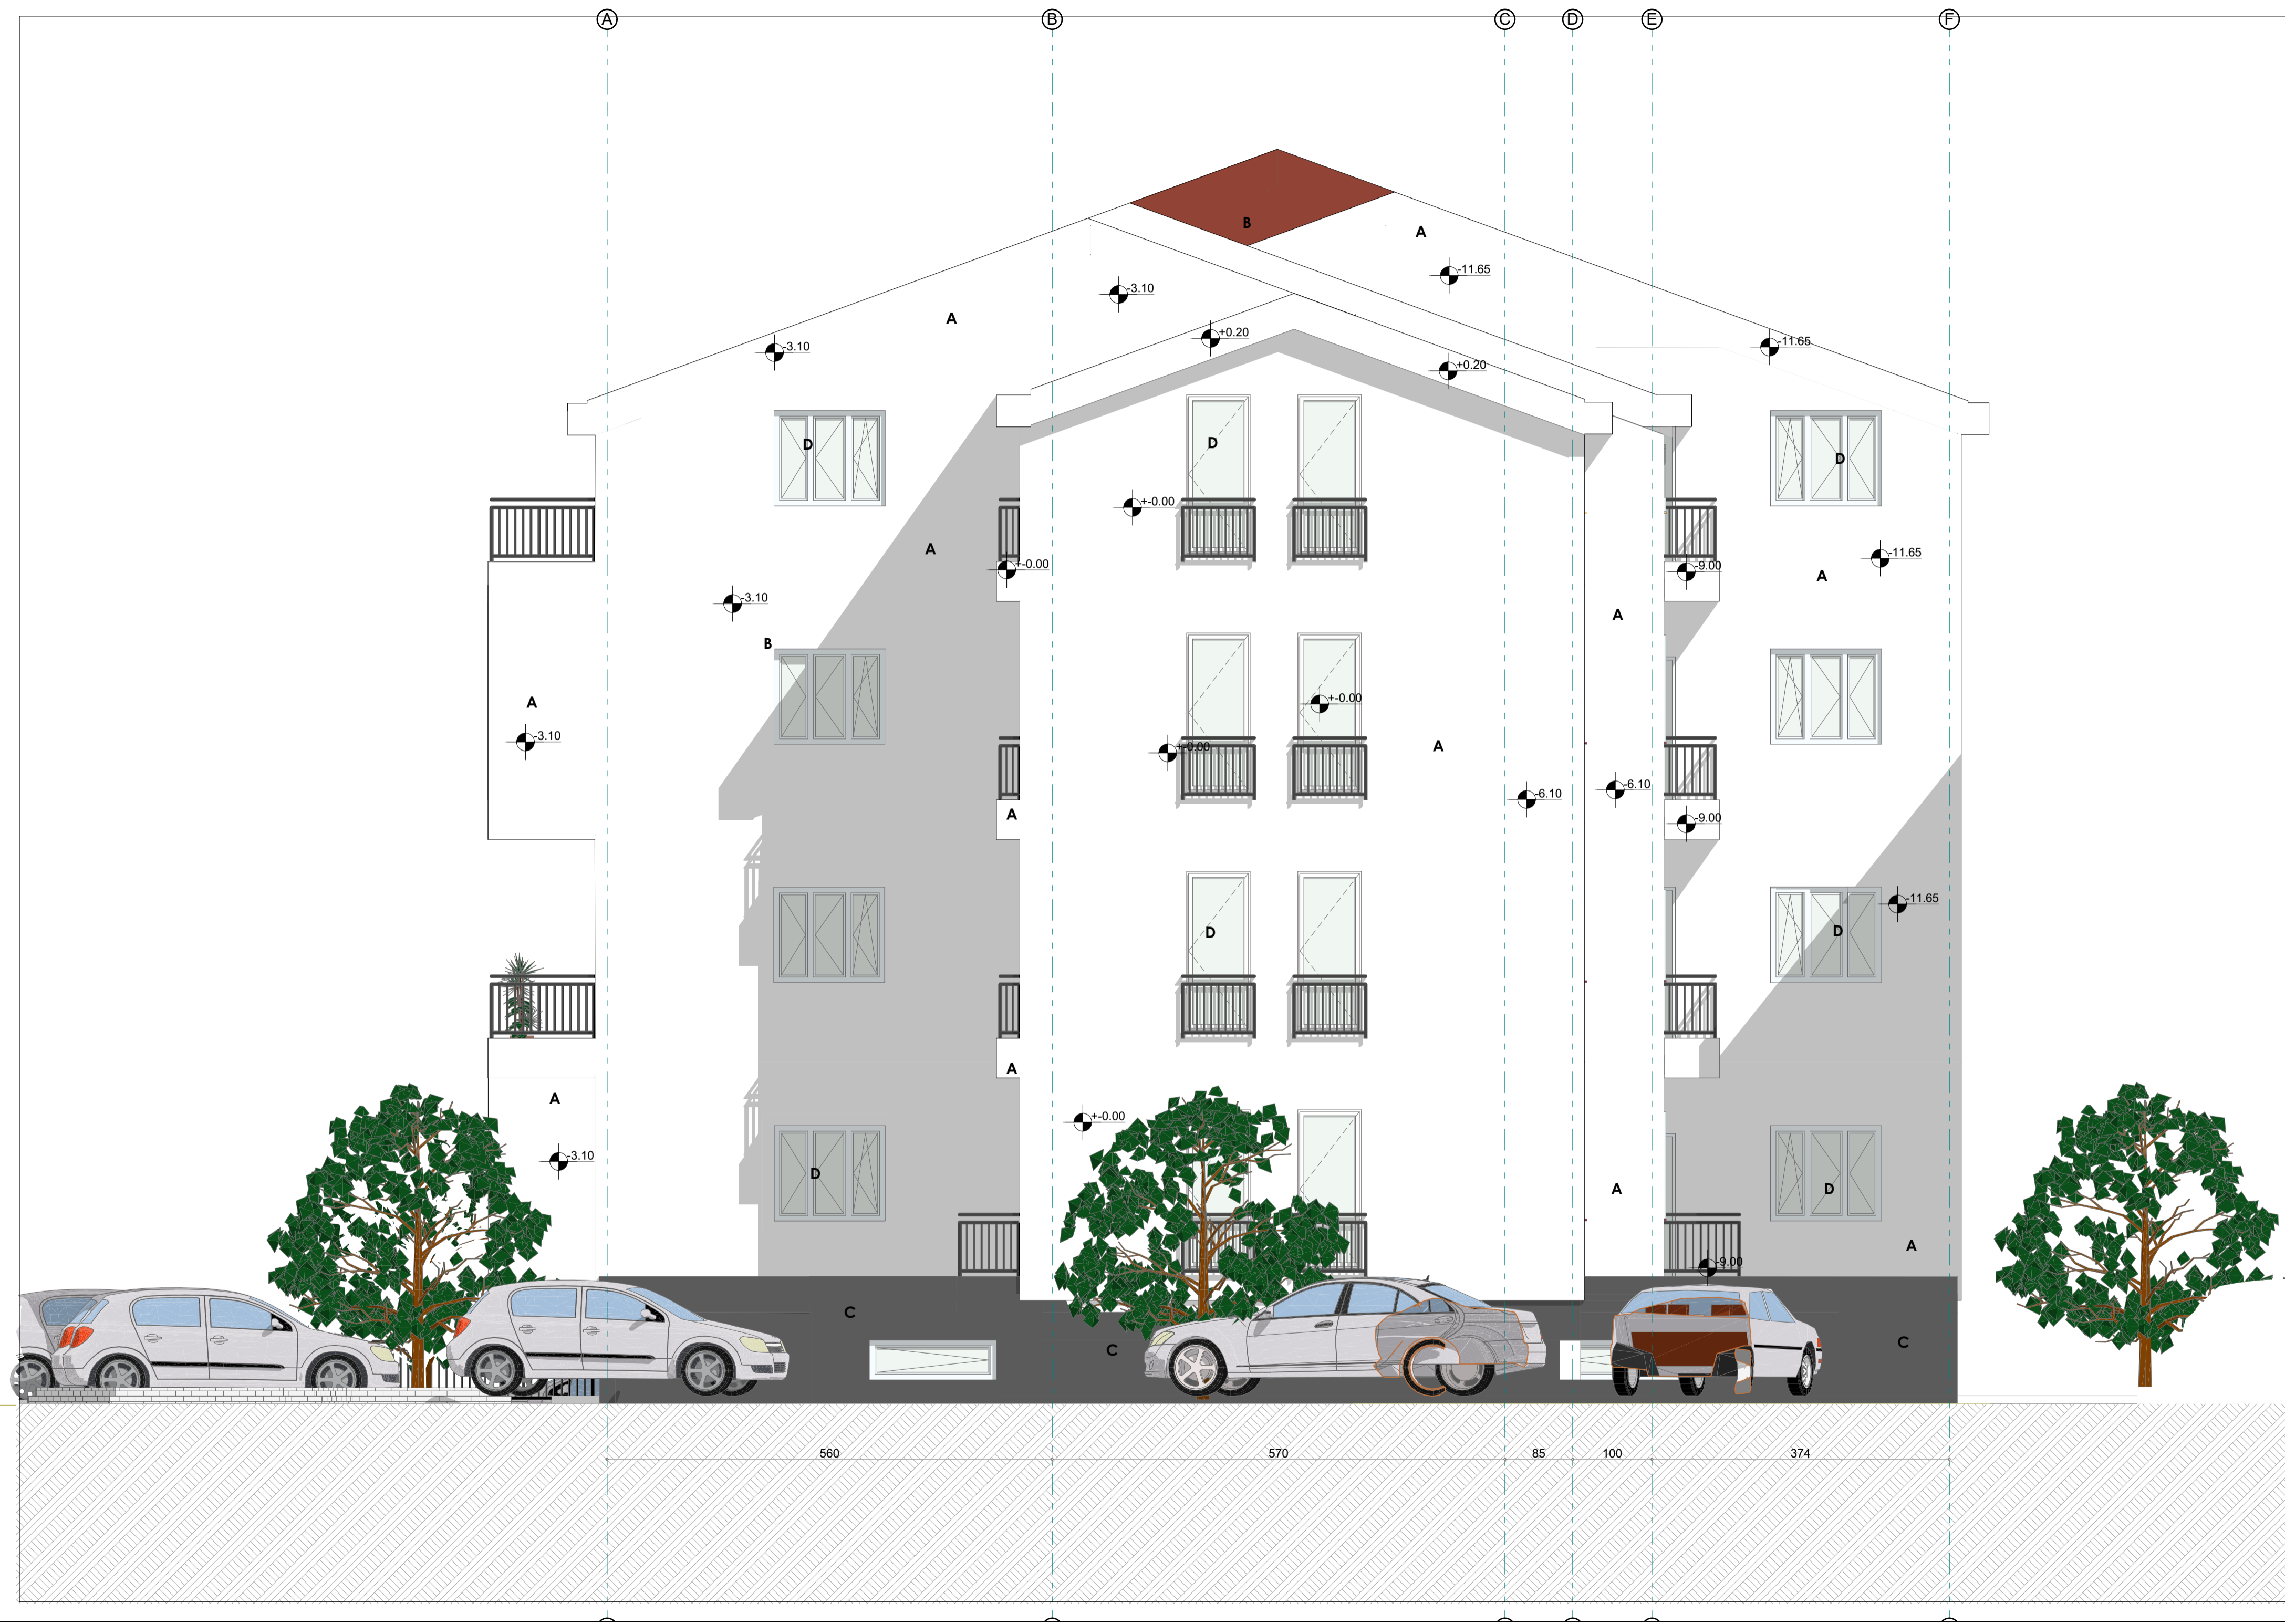 A B C D E F
B
A
-11.65
-3.10
A
+0.20
-3.10
-11.65
+0.20
D
D
D
+-0.00
A
-11.65
+-0.00
-9.00
A
-3.10
A
B
A
+-0.00
-3.10
A
+-0.00
-6.10
-6.10
A
-9.00
-11.65
D
D
A
A
+-0.00
-3.10
D
A
D
A
-9.00
C
C
C
560 570 85 100 374